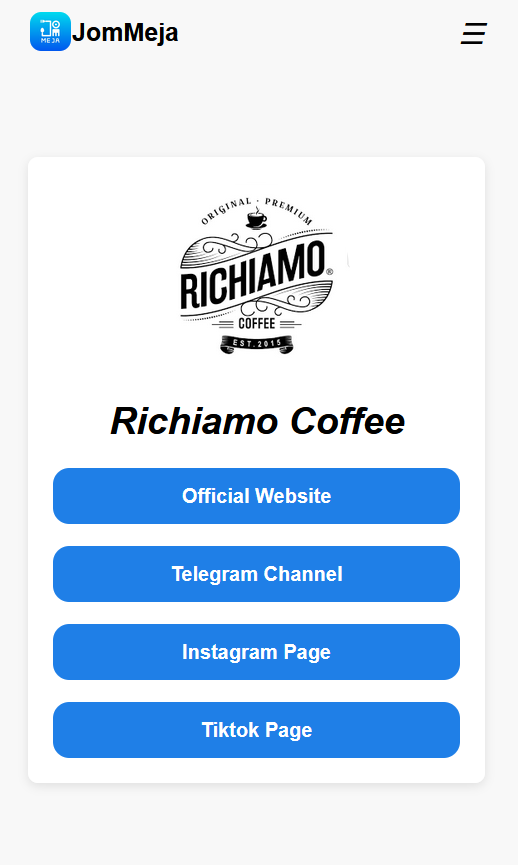 MEJA
JomMeja
ORIGINAL · PREMIUM
RICHIAMO®
COFFEE
EST.2015
Richiamo Coffee
Official Website
Telegram Channel
Instagram Page
Tiktok Page